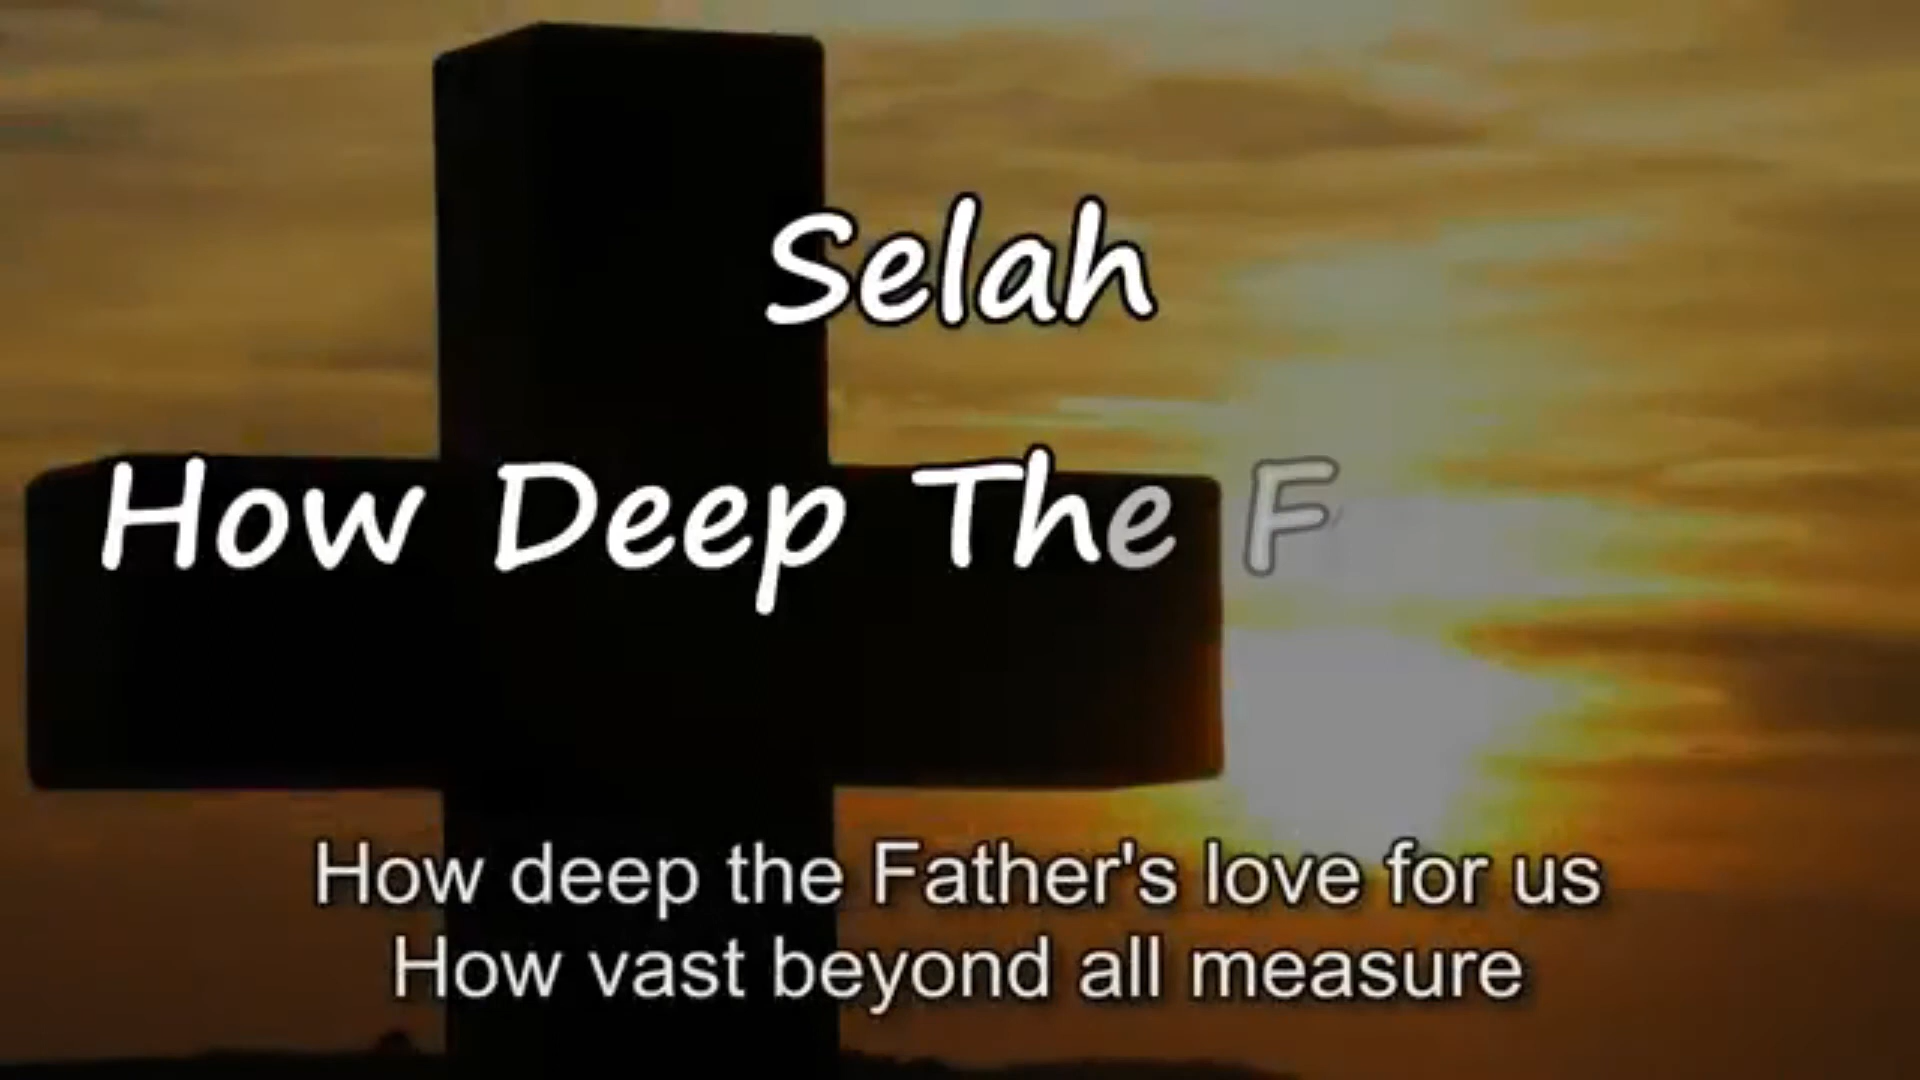 Selah
How Deep The F
How deep the Father's love for us
How vast beyond all measure